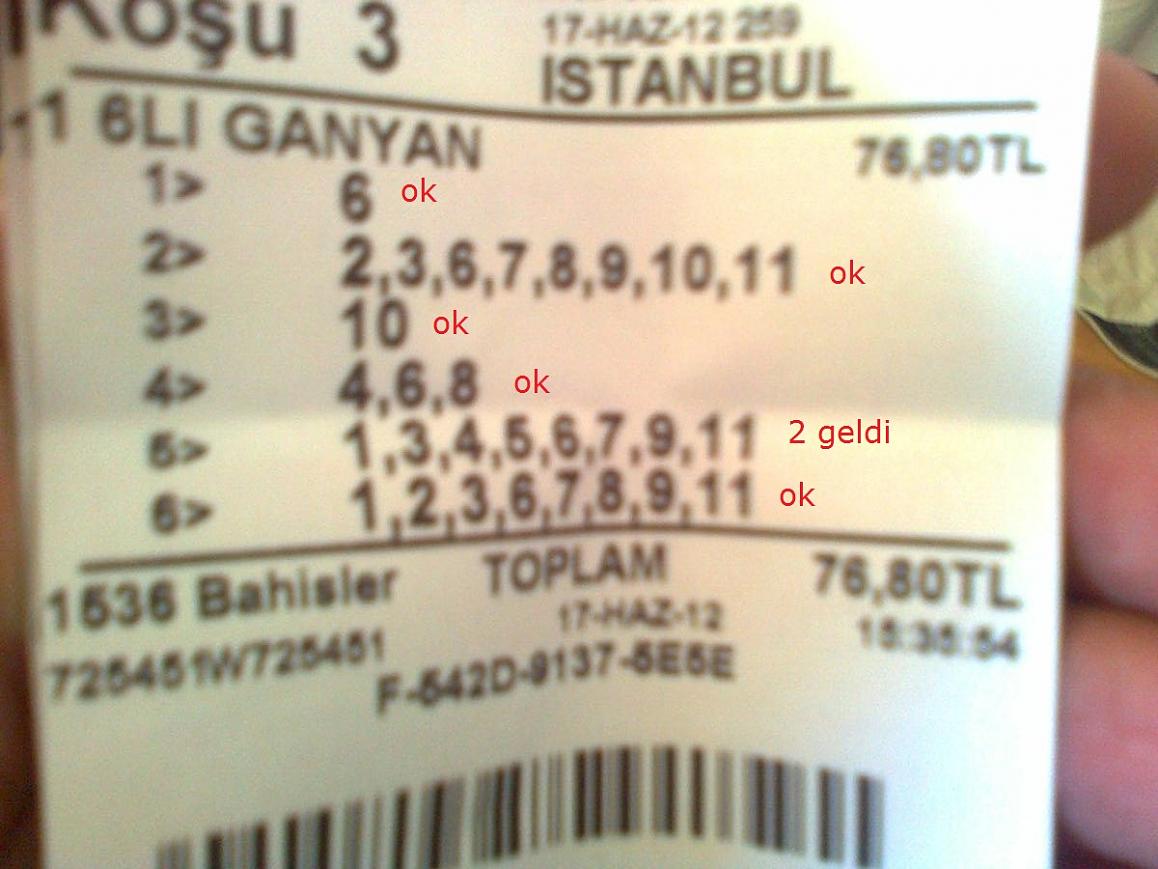 Koşu 3
17-HAZ-12 259
ISTANBUL
1 6LI GANYAN 76,80TL
1> 6 ok
2> 2,3,6,7,8,9,10,11 ok
3> 10 ok
4> 4,6,8 ok
5> 1,3,4,5,6,7,9,11 2 geldi
6> 1,2,3,6,7,8,9,11 ok
1536 Bahisler TOPLAM 76,80TL
17-HAZ-12 15:35:54
725451W725451
F-542D-9137-5E5E